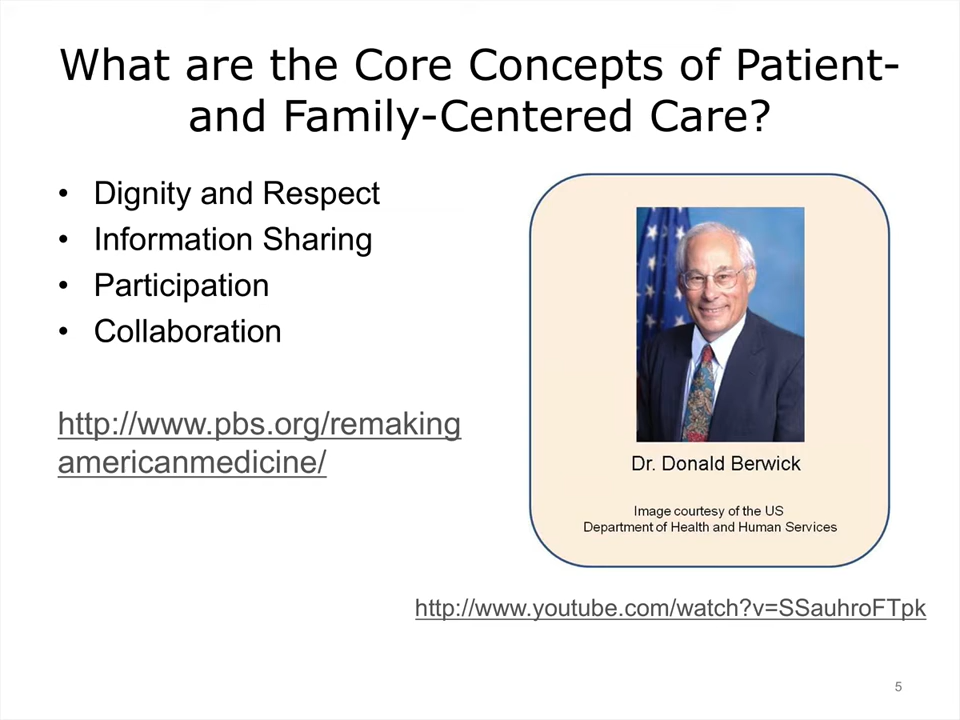 What are the Core Concepts of Patient-
and Family-Centered Care?
• Dignity and Respect
• Information Sharing
• Participation
• Collaboration
http://www.pbs.org/remaking
americanmedicine/
Dr. Donald Berwick
Image courtesy of the US
Department of Health and Human Services
http://www.youtube.com/watch?v=SSauhroFTpk
5